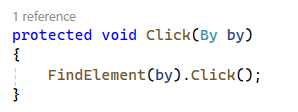 1 reference
protected void Click(By by)
{
    FindElement(by).Click();
}